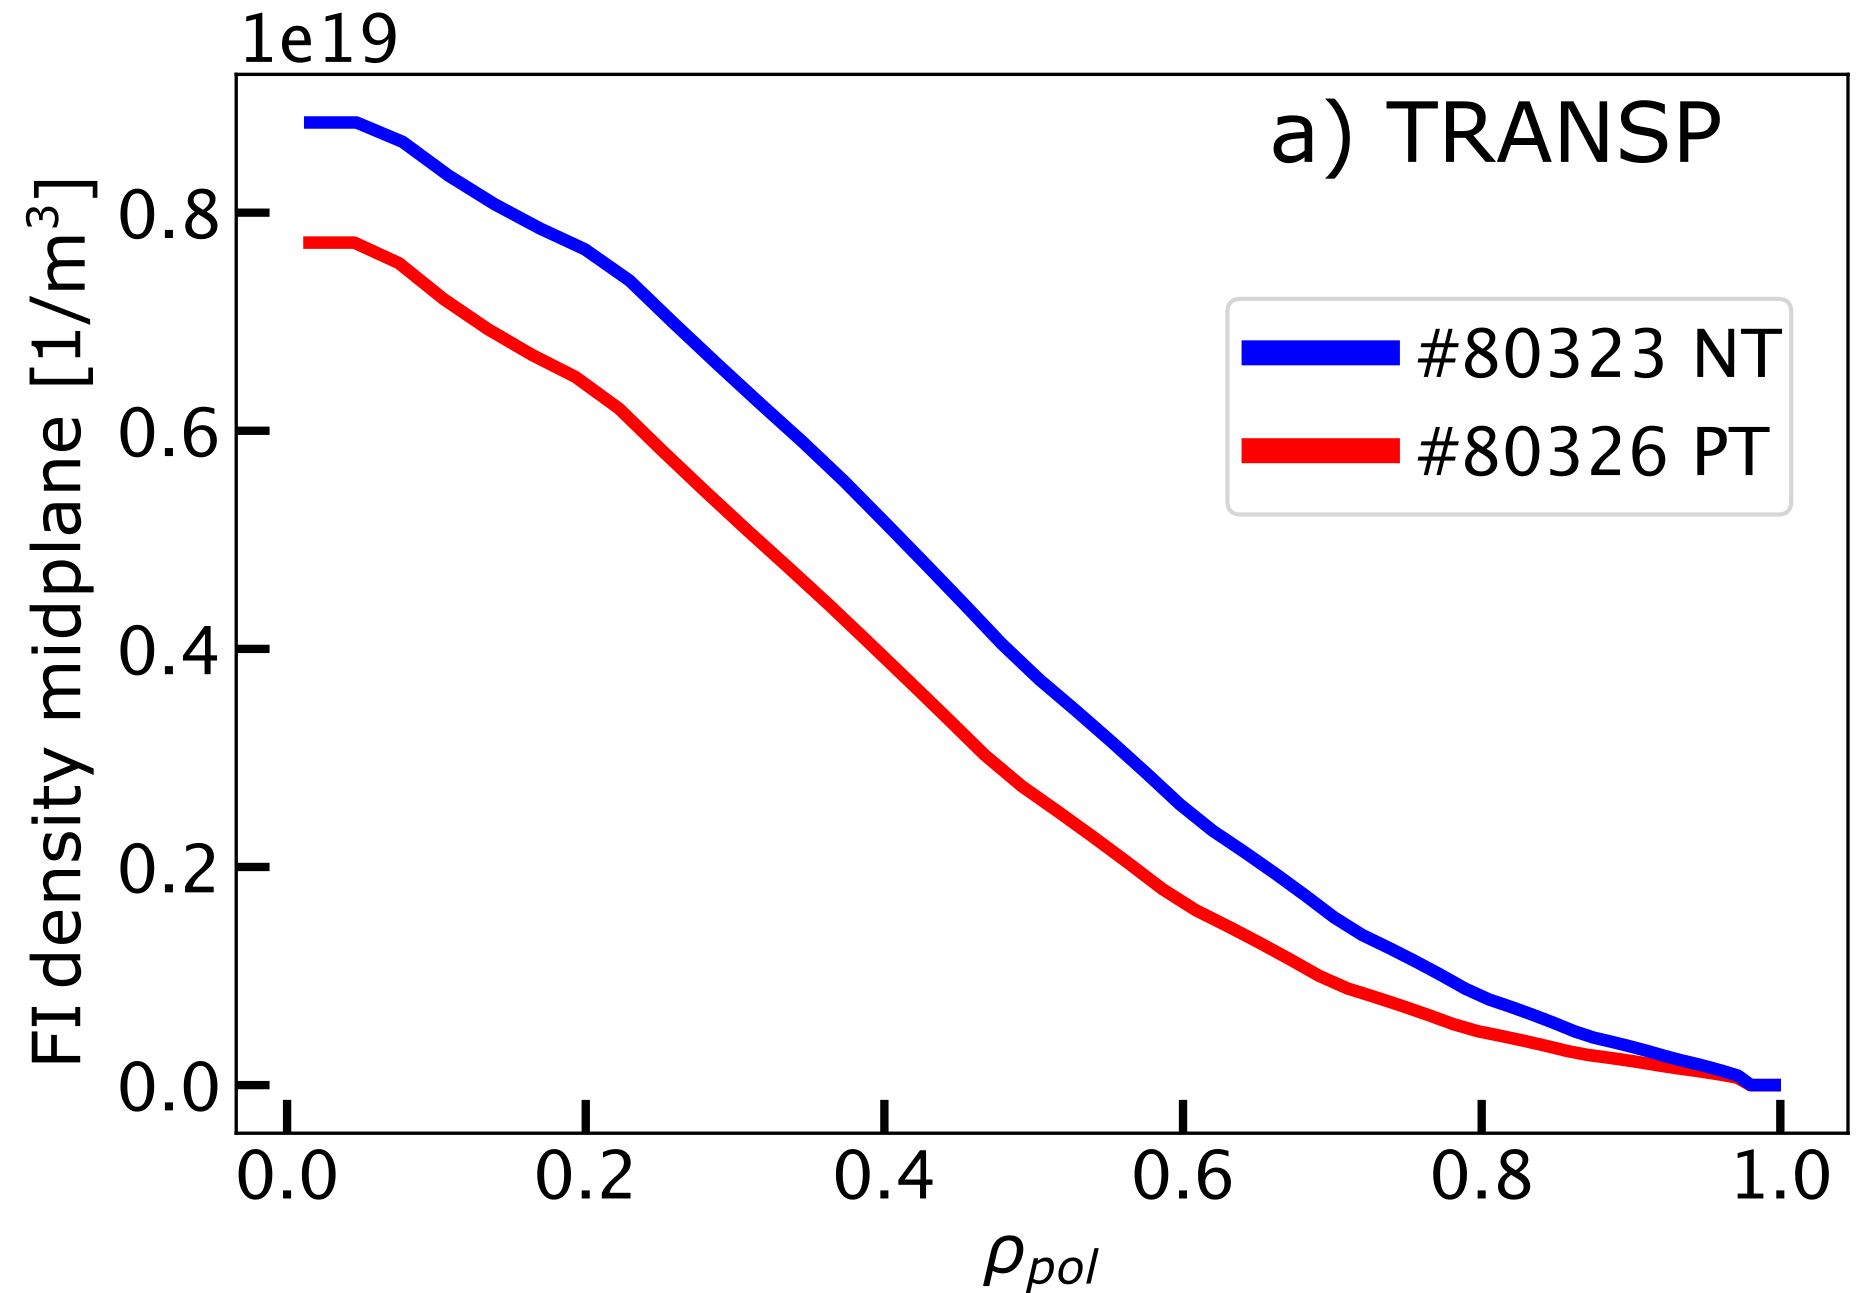 1e19
a) TRANSP
FI density midplane [1/m³]
0.8
0.6
0.4
0.2
0.0
#80323 NT
#80326 PT
0.0 0.2 0.4 0.6 0.8 1.0
ρpol